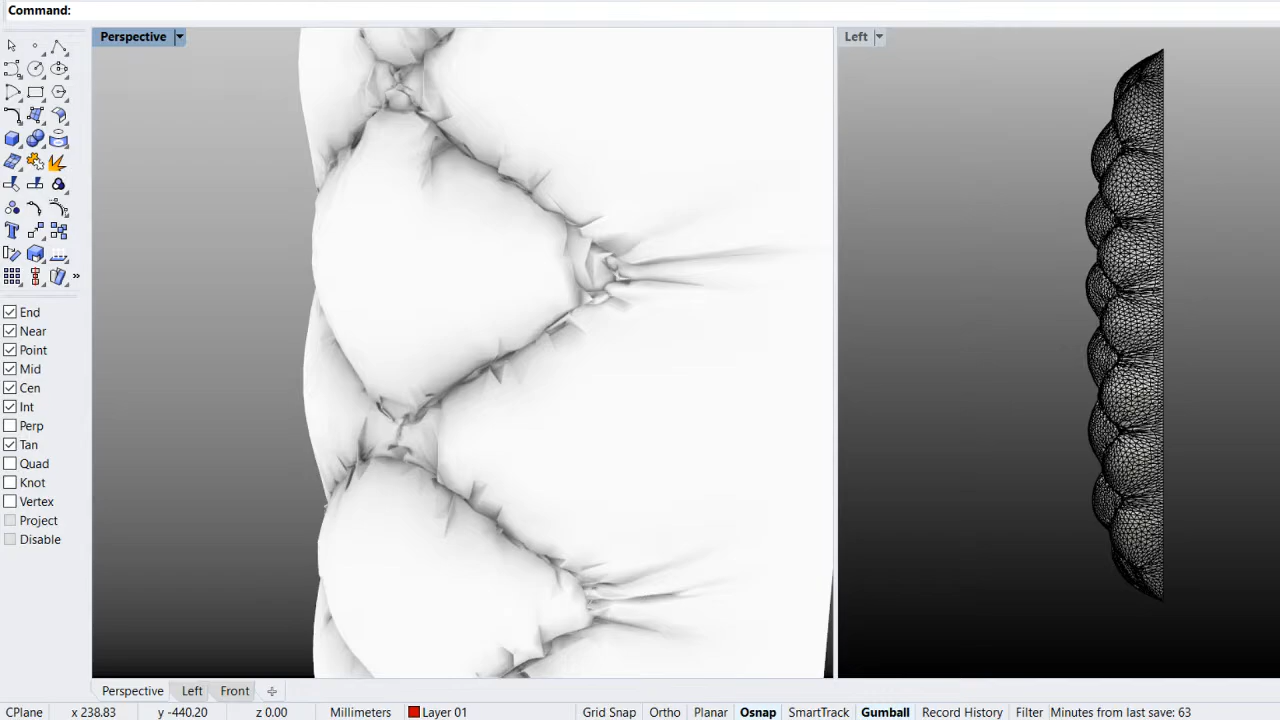 Command:
Perspective
Left
End
Near
Point
Mid
Cen
Int
Perp
Tan
Quad
Knot
Vertex
Project
Disable
Perspective Left Front
CPlane x 238.83 y -440.20 z 0.00 Millimeters Layer 01 Grid Snap Ortho Planar Osnap SmartTrack Gumball Record History Filter Minutes from last save: 63